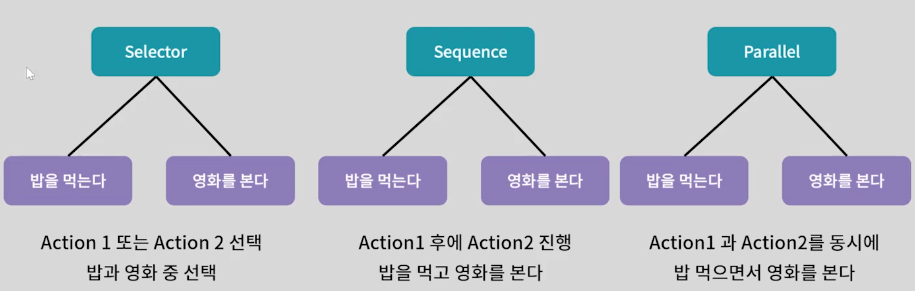 Selector
밥을 먹는다
영화를 본다
Action 1 또는 Action 2 선택
밥과 영화 중 선택
Sequence
밥을 먹는다
영화를 본다
Action1 후에 Action2 진행
밥을 먹고 영화를 본다
Parallel
밥을 먹는다
영화를 본다
Action1 과 Action2를 동시에
밥 먹으면서 영화를 본다